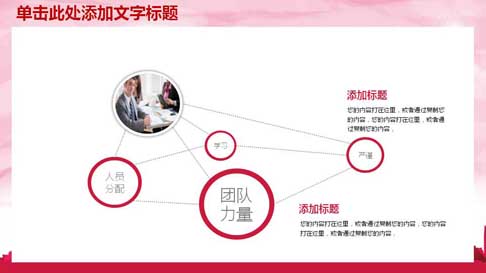 单击此处添加文字标题
添加标题
您的内容打在这里，或者通过复制您
的内容，您的内容打在这里，或者通
过复制您的内容，
学习
严谨
人员
分配
团队
力量
添加标题
您的内容打在这里，或者通过复制您的内容，您的内容
打在这里，或者通过复制您的内容，